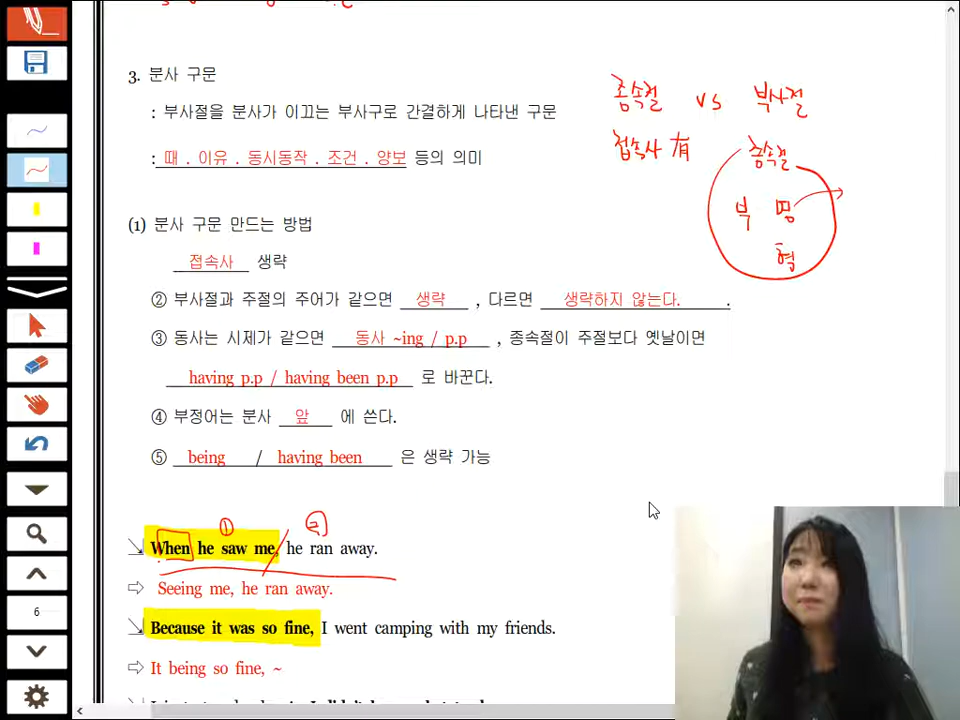 3. 분사 구문
: 부사절을 분사가 이끄는 부사구로 간결하게 나타낸 구문
: 때 . 이유 . 동시동작 . 조건 . 양보 등의 의미
종속절 vs 부사절
접속사 有 종속절
부 명
형
(1) 분사 구문 만드는 방법
접속사 생략
② 부사절과 주절의 주어가 같으면 생략 , 다르면 생략하지 않는다. .
③ 동사는 시제가 같으면 동사 ~ing / p.p , 종속절이 주절보다 옛날이면
having p.p / having been p.p 로 바꾼다.
④ 부정어는 분사 앞 에 쓴다.
⑤ being / having been 은 생략 가능
① ②
When he saw me, he ran away.
⇨ Seeing me, he ran away.
Because it was so fine, I went camping with my friends.
⇨ It being so fine, ~
6